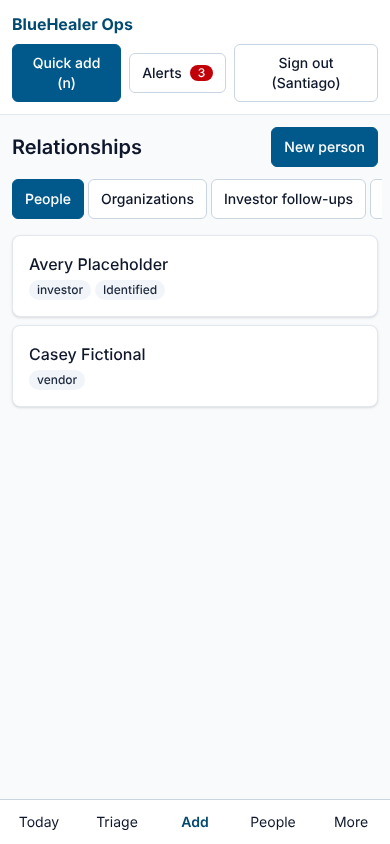 BlueHealer Ops
Quick add
(n)
Alerts 3
Sign out
(Santiago)
Relationships
New person
People
Organizations
Investor follow-ups
Avery Placeholder
investor
Identified
Casey Fictional
vendor
Today
Triage
Add
People
More